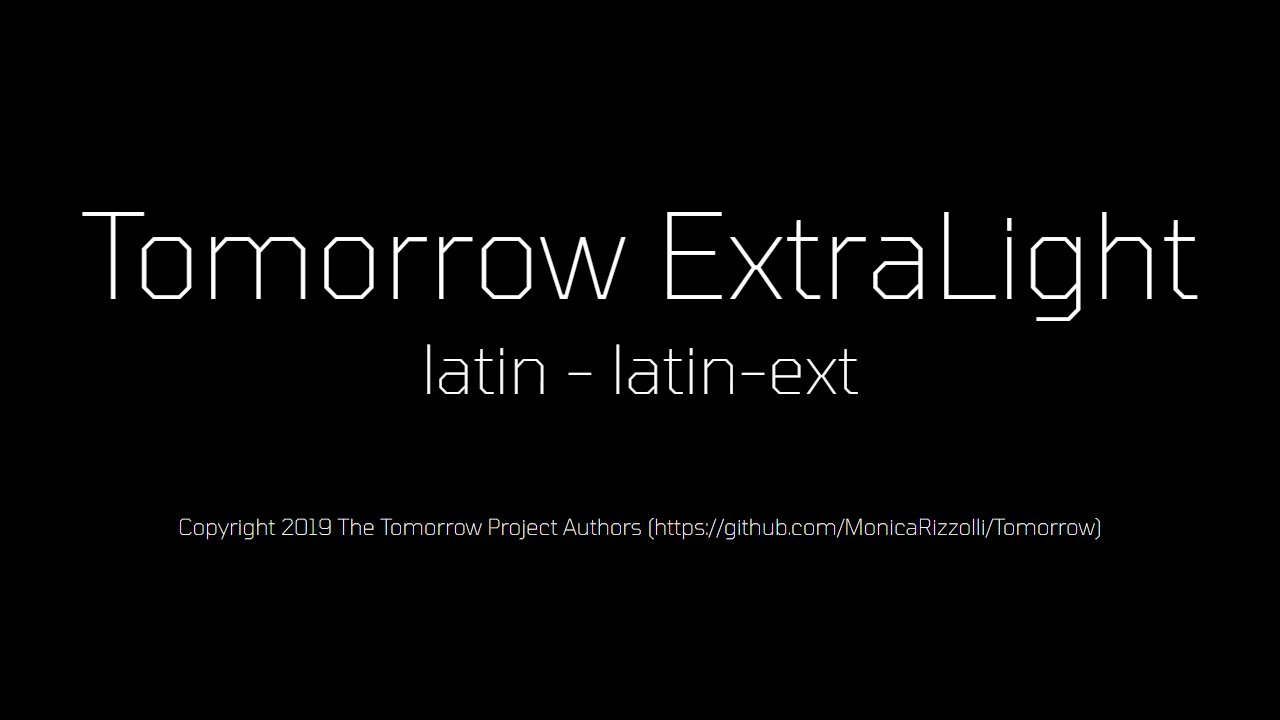 Tomorrow ExtraLight
latin - latin-ext
Copyright 2019 The Tomorrow Project Authors (https://github.com/MonicaRizzolli/Tomorrow)